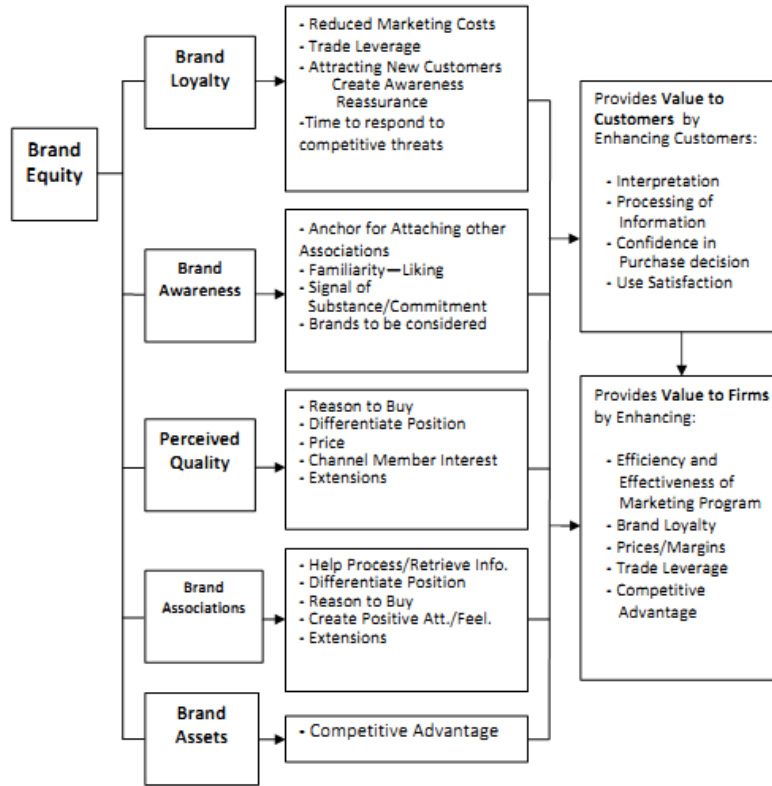 Brand
Equity
Brand
Loyalty
- Reduced Marketing Costs
- Trade Leverage
- Attracting New Customers
Create Awareness
Reassurance
-Time to respond to
competitive threats
Brand
Awareness
- Anchor for Attaching other
Associations
- Familiarity—Liking
- Signal of
Substance/Commitment
- Brands to be considered
Perceived
Quality
- Reason to Buy
- Differentiate Position
- Price
- Channel Member Interest
- Extensions
Brand
Associations
- Help Process/Retrieve Info.
- Differentiate Position
- Reason to Buy
- Create Positive Att./Feel.
- Extensions
Brand
Assets
- Competitive Advantage
Provides Value to
Customers by
Enhancing Customers:
- Interpretation
- Processing of
Information
- Confidence in
Purchase decision
- Use Satisfaction
Provides Value to Firms
by Enhancing:
- Efficiency and
Effectiveness of
Marketing Program
- Brand Loyalty
- Prices/Margins
- Trade Leverage
- Competitive
Advantage